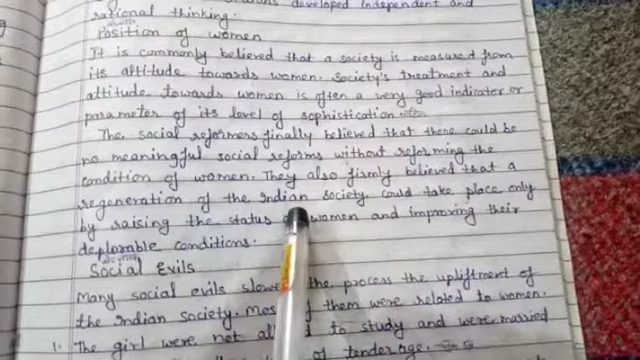 developed independent and
rational thinking.
Position of women
It is commonly believed that a society is measured from
its attitude towards women. Society's treatment and
attitude towards women is often a very good indicator or
parameter of its level of sophistication
The social reformers finally believed that there could be
no meaningful social reforms without reforming the
condition of women. They also firmly believed that a
regeneration of the Indian society could take place only
by raising the status women and improving their
deplorable conditions.
Social Evils
Many social evils the process the upliftment of
the Indian society. them were related to women.
1. The girl were not to study and were married
of tender age.